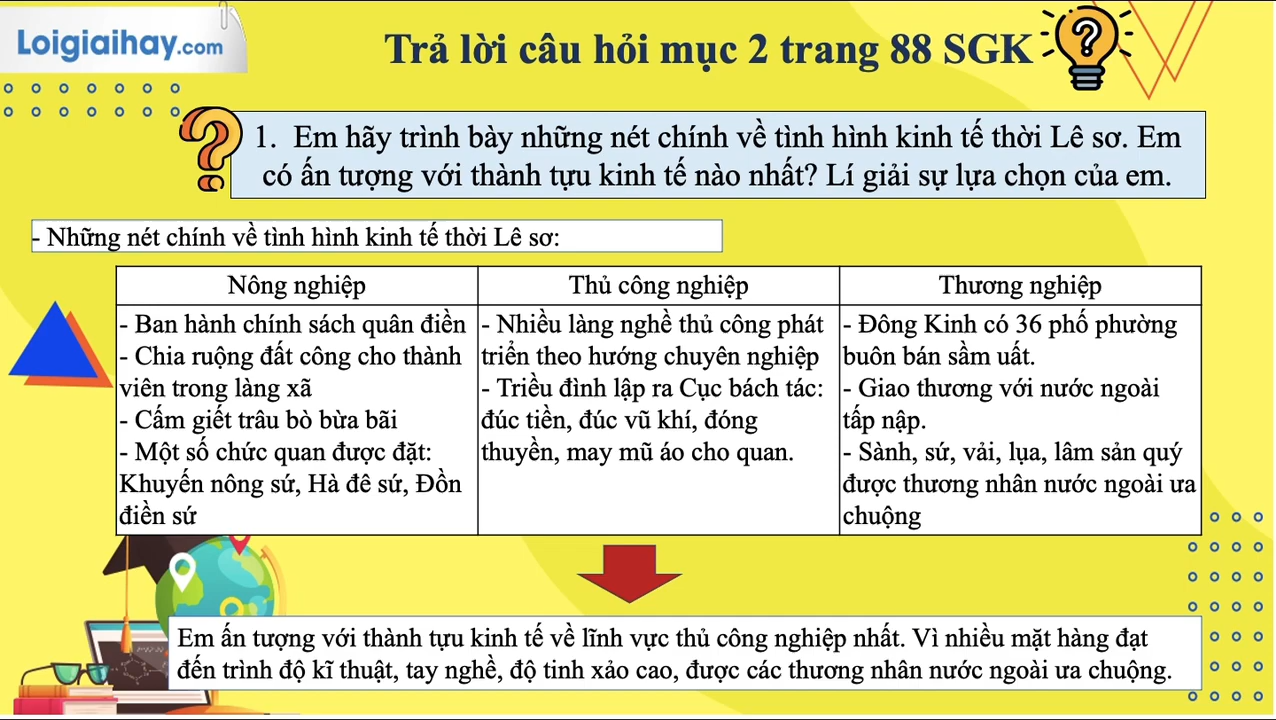 Loigiaihay.com
Trả lời câu hỏi mục 2 trang 88 SGK
1. Em hãy trình bày những nét chính về tình hình kinh tế thời Lê sơ. Em
có ấn tượng với thành tựu kinh tế nào nhất? Lí giải sự lựa chọn của em.
- Những nét chính về tình hình kinh tế thời Lê sơ:
Nông nghiệp
- Ban hành chính sách quân điền
- Chia ruộng đất công cho thành
viên trong làng xã
- Cấm giết trâu bò bừa bãi
- Một số chức quan được đặt:
Khuyến nông sứ, Hà đê sứ, Đồn
điền sứ
Thủ công nghiệp
- Nhiều làng nghề thủ công phát
triển theo hướng chuyên nghiệp
- Triều đình lập ra Cục bách tác:
đúc tiền, đúc vũ khí, đóng
thuyền, may mũ áo cho quan.
Thương nghiệp
- Đông Kinh có 36 phố phường
buôn bán sầm uất.
- Giao thương với nước ngoài
tấp nập.
- Sành, sứ, vải, lụa, lâm sản quý
được thương nhân nước ngoài ưa
chuộng
Em ấn tượng với thành tựu kinh tế về lĩnh vực thủ công nghiệp nhất. Vì nhiều mặt hàng đạt
đến trình độ kĩ thuật, tay nghề, độ tinh xảo cao, được các thương nhân nước ngoài ưa chuộng.